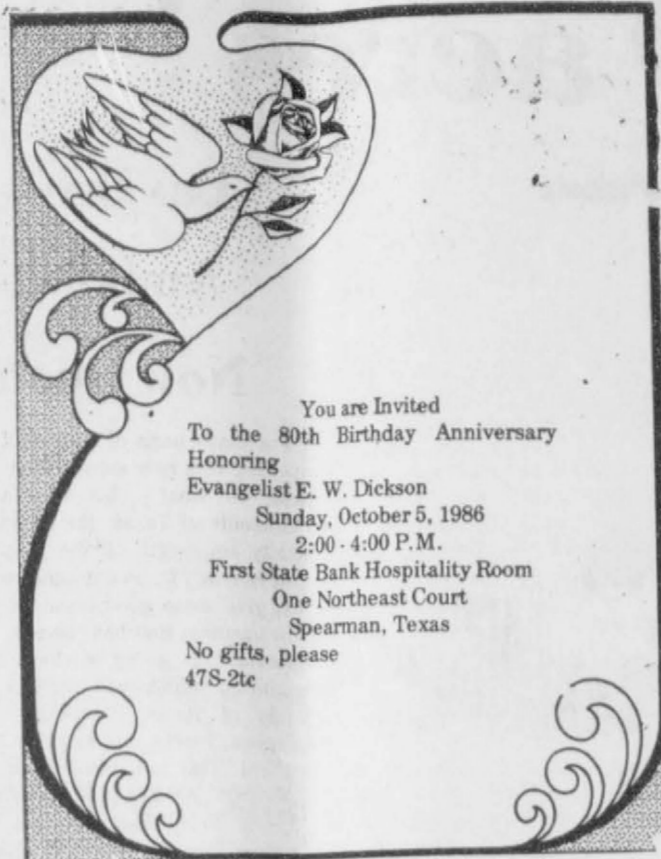 You are Invited
To the 80th Birthday Anniversary
Honoring
Evangelist E. W. Dickson
Sunday, October 5, 1986
2:00 - 4:00 P.M.
First State Bank Hospitality Room
One Northeast Court
Spearman, Texas
No gifts, please
47S-2tc